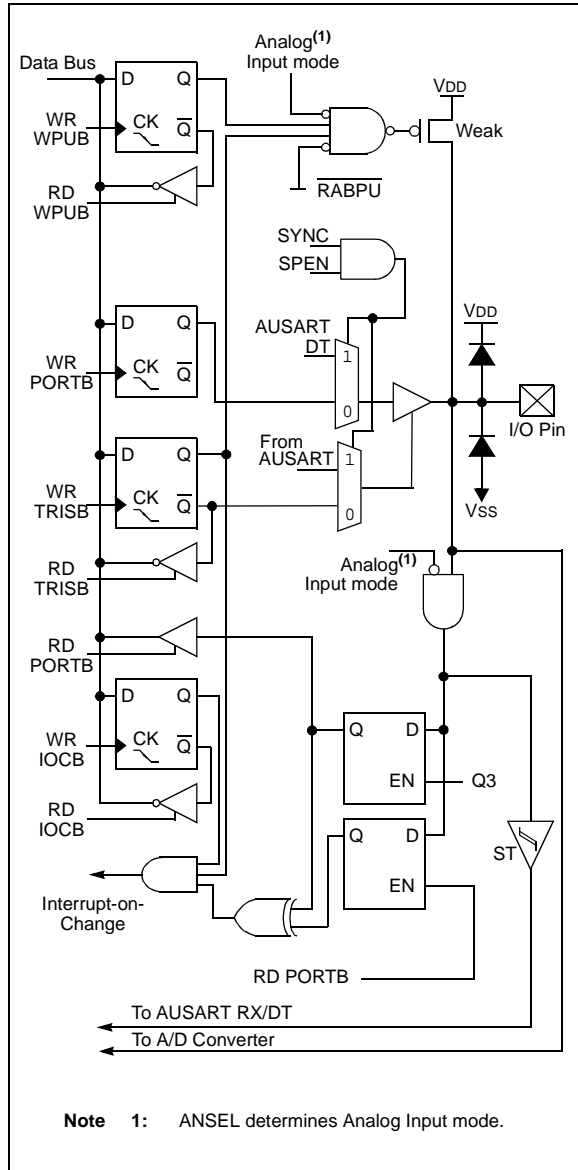 Analog(1)
Input mode
Data Bus
D Q
VDD
WR
WPUB
CK Q
Weak
RD
WPUB
RABPU
SYNC
SPEN
D Q
AUSART
DT
1
VDD
WR
PORTB
CK Q
0
I/O Pin
D Q
From
AUSART
1
WR
TRISB
CK Q
0
VSS
RD
TRISB
Analog(1)
Input mode
RD
PORTB
D Q
Q D
WR
IOCB
CK Q
EN Q3
RD
IOCB
Q D
ST
EN
Interrupt-on-
Change
RD PORTB
To AUSART RX/DT
To A/D Converter
Note 1: ANSEL determines Analog Input mode.